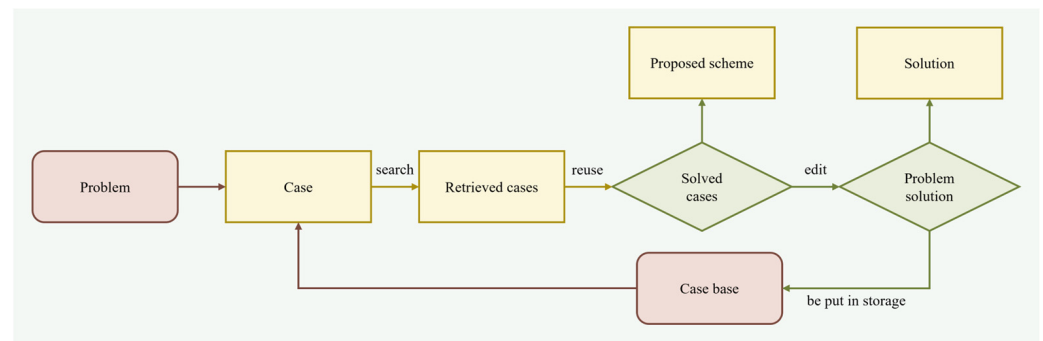 Proposed scheme
Solution
Problem
Case
search
Retrieved cases
reuse
Solved
cases
edit
Problem
solution
Case base
be put in storage